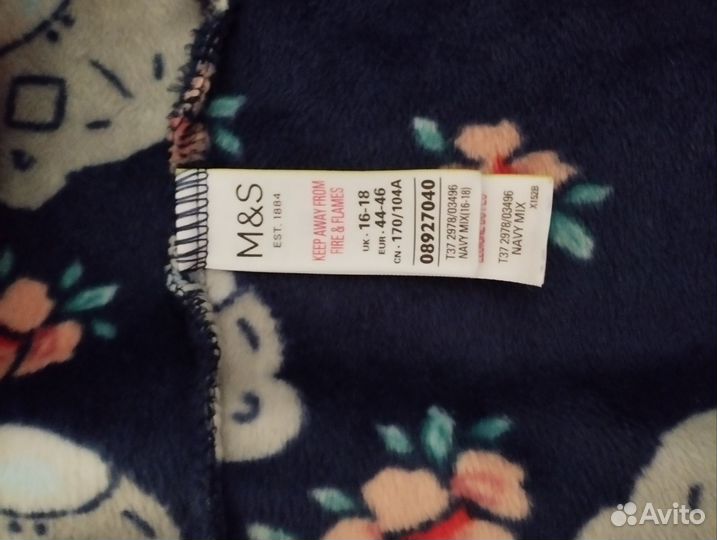 M&S
EST. 1884
KEEP AWAY FROM
FIRE & FLAMES
UK · 16-18
EUR · 44-46
CN · 170/104A
08927040
T37 2978/03496
NAVY MIX(16-18)
T37 2978/03496
NAVY MIX
X152B
Avito